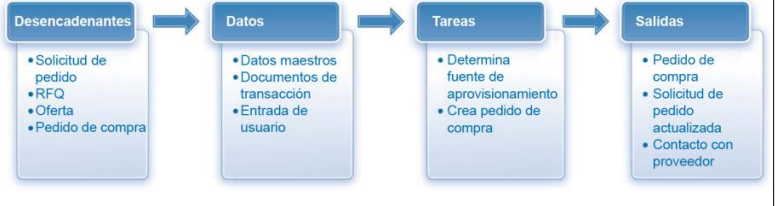 Desencadenantes
• Solicitud de
pedido
• RFQ
• Oferta
• Pedido de compra
Datos
• Datos maestros
• Documentos de
transacción
• Entrada de
usuario
Tareas
• Determina
fuente de
aprovisionamiento
• Crea pedido de
compra
Salidas
• Pedido de
compra
• Solicitud de
pedido
actualizada
• Contacto con
proveedor